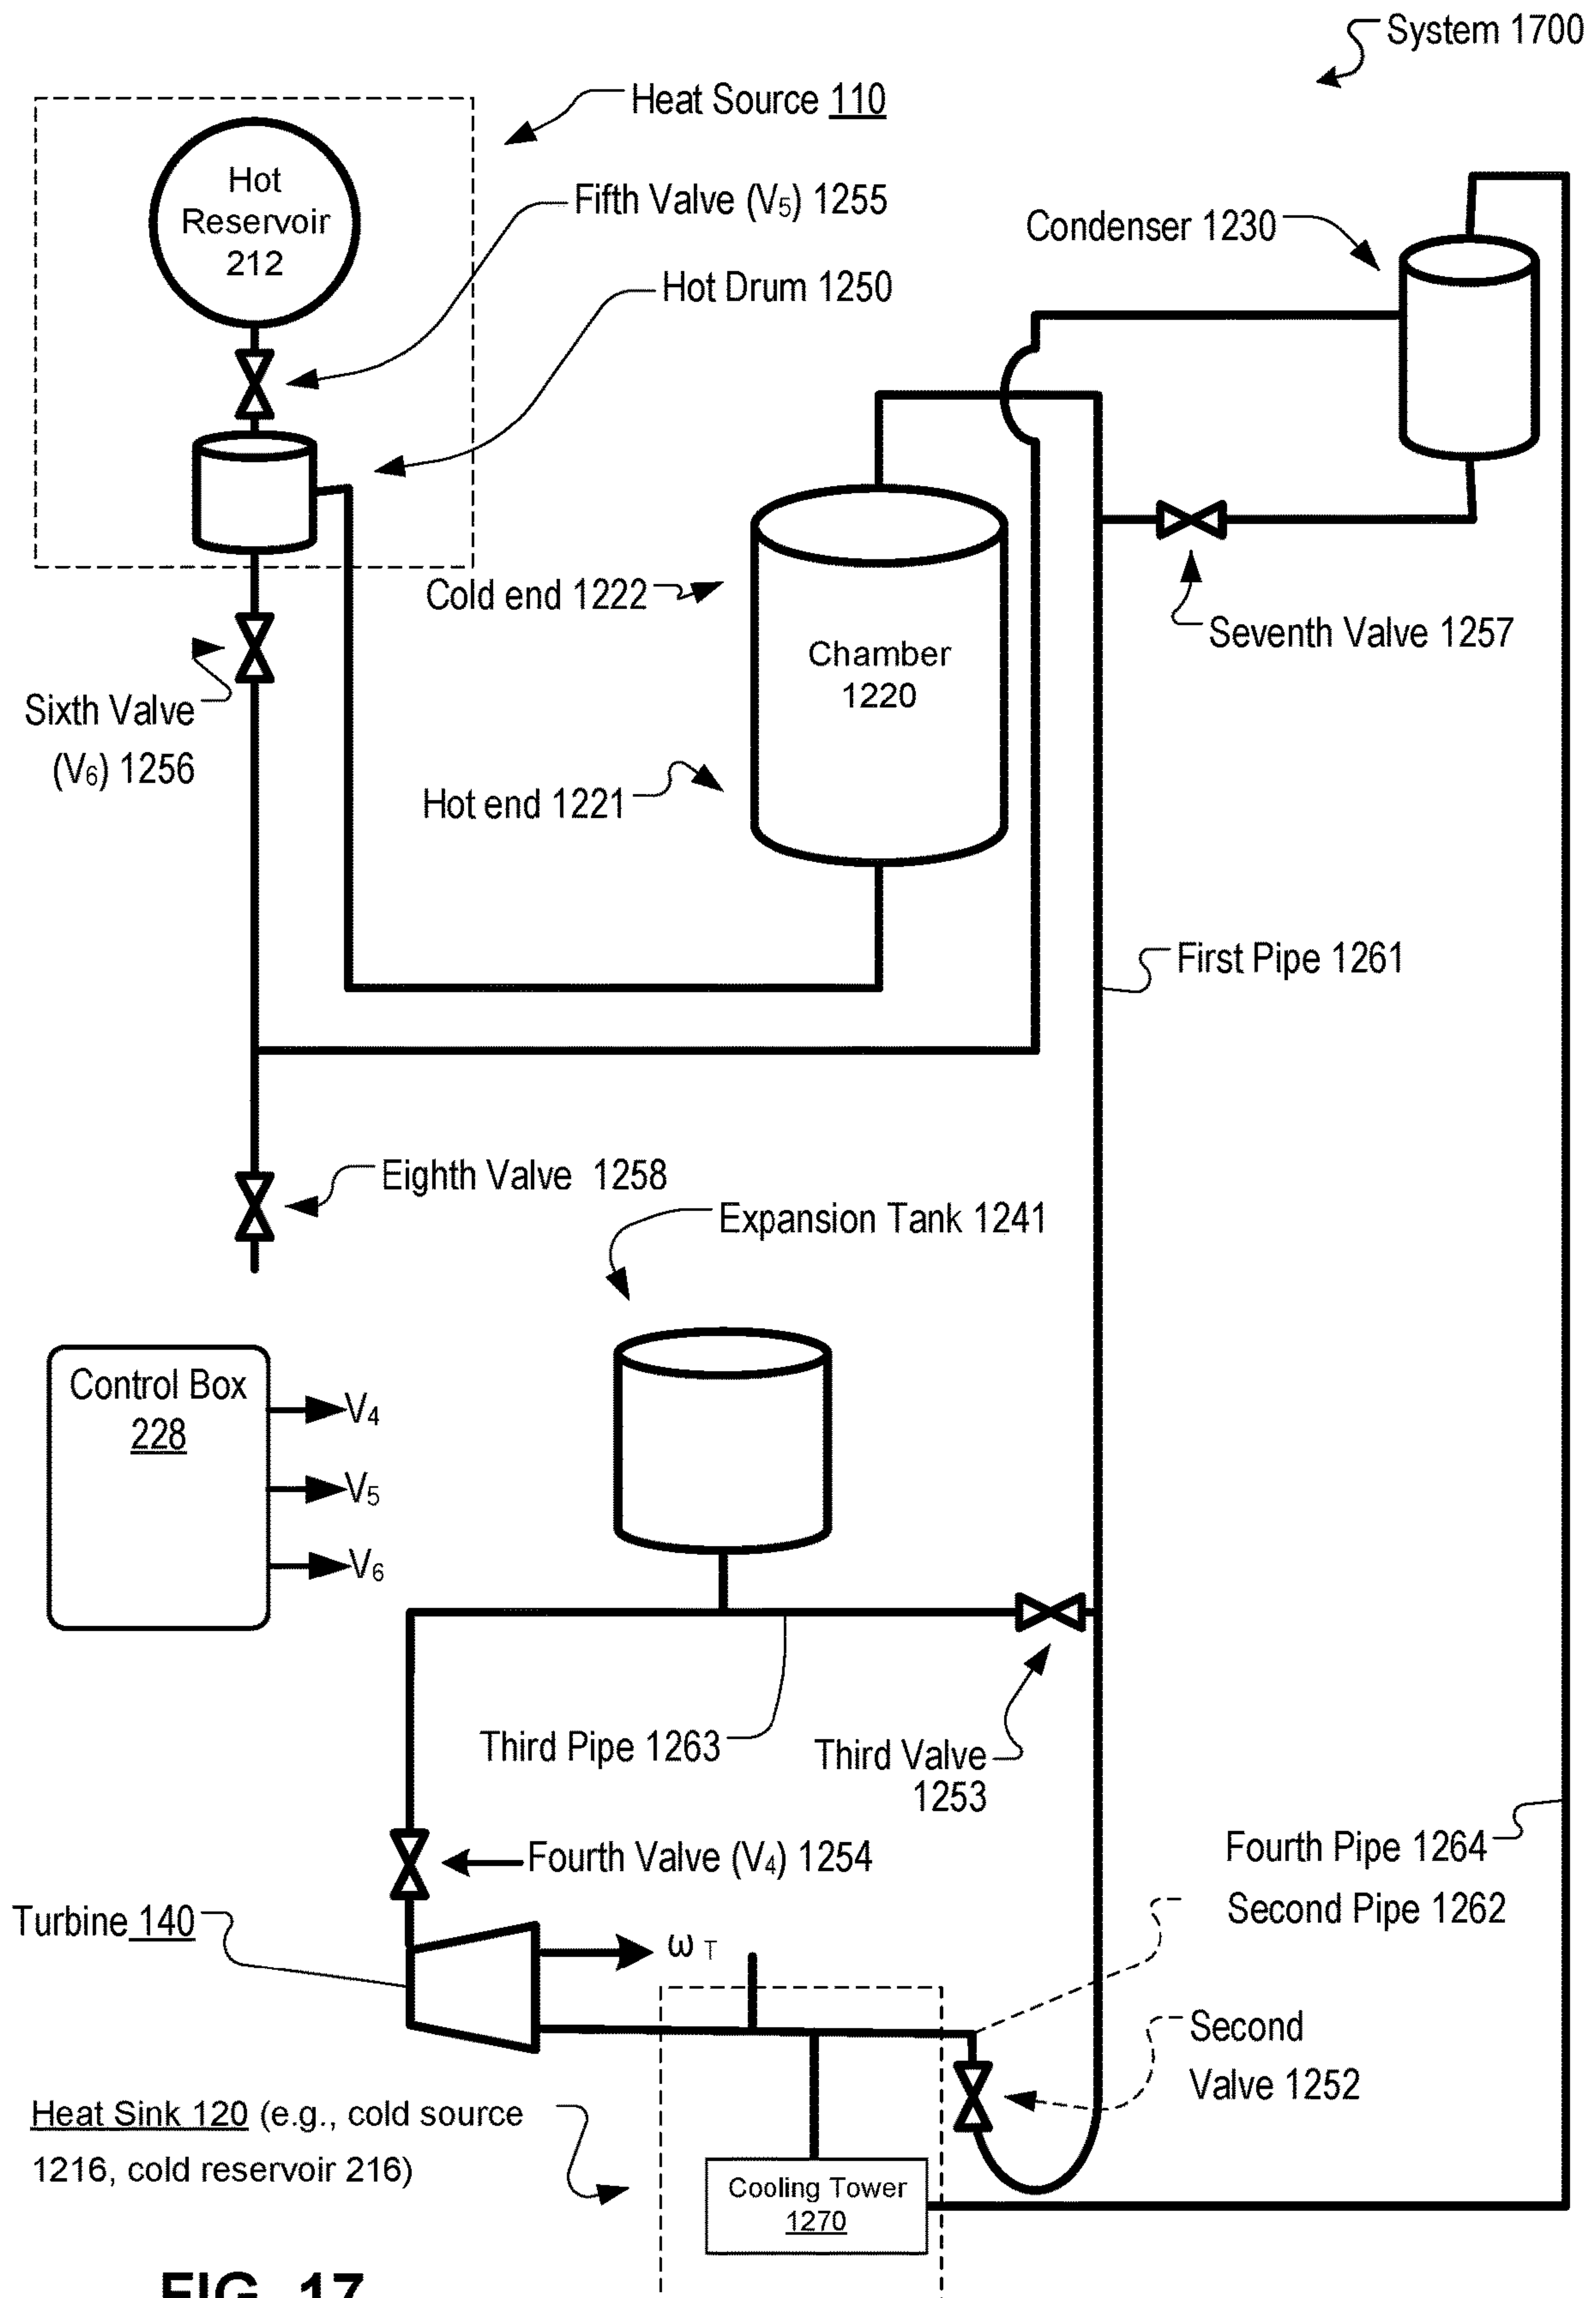 System 1700
Heat Source 110
Hot
Reservoir
212
Fifth Valve (V5) 1255
Condenser 1230
Hot Drum 1250
Cold end 1222
Chamber
1220
Seventh Valve 1257
Sixth Valve
(V6) 1256
Hot end 1221
First Pipe 1261
Eighth Valve 1258
Expansion Tank 1241
Control Box
228
V4
V5
V6
Third Pipe 1263
Third Valve
1253
Fourth Pipe 1264
Fourth Valve (V4) 1254
Second Pipe 1262
Turbine 140
ω T
Second
Valve 1252
Heat Sink 120 (e.g., cold source
1216, cold reservoir 216)
Cooling Tower
1270
FIG. 17